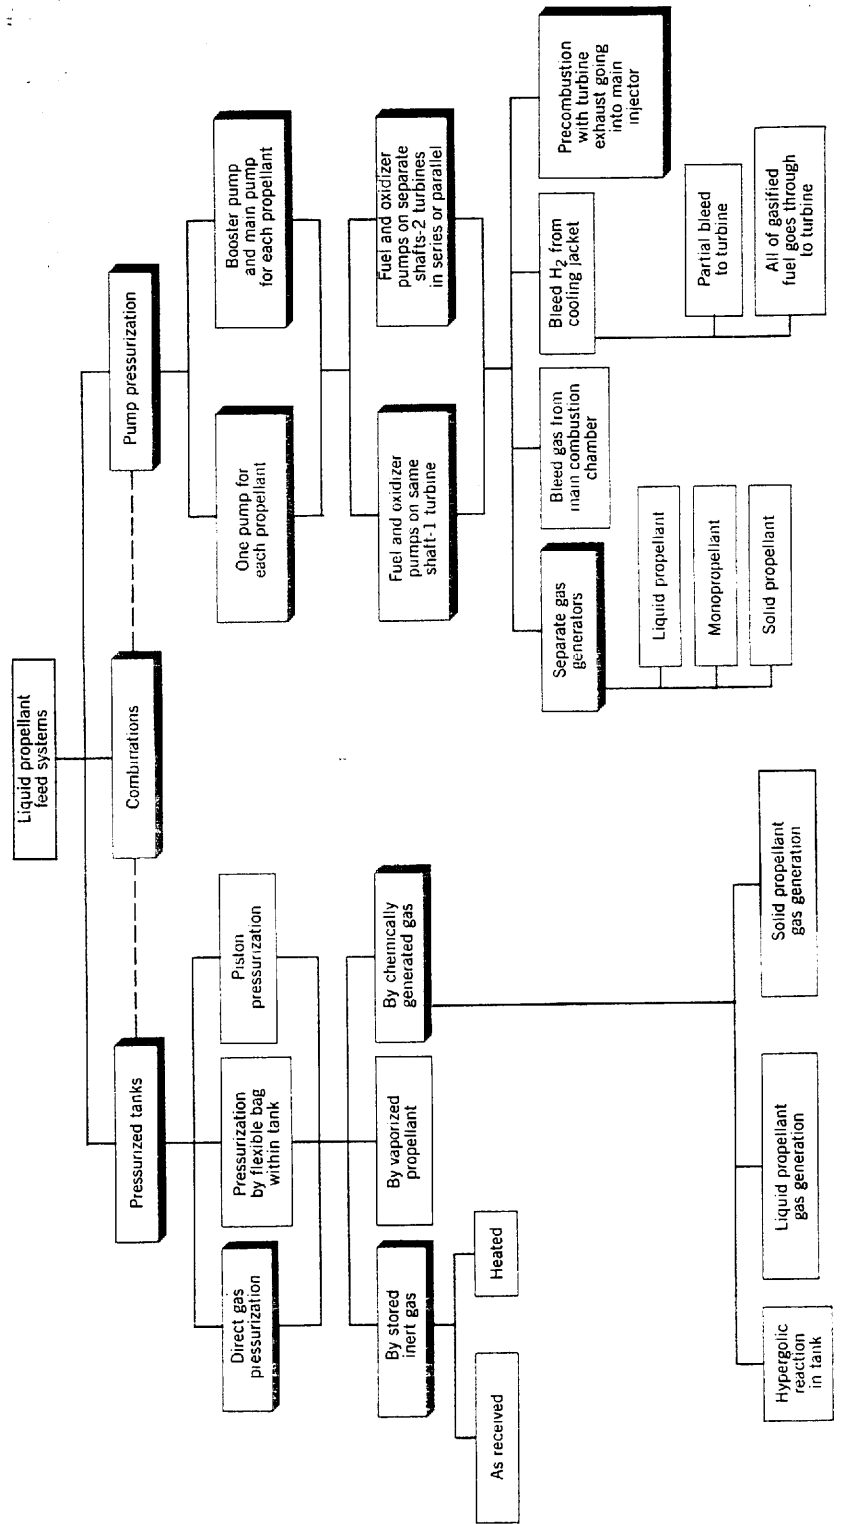 Liquid propellant
feed systems
Pressurized tanks
Combinations
Pump pressurization
Direct gas
pressurization
Pressurization
by flexible bag
within tank
Piston
pressurization
One pump for
each propellant
Booster pump
and main pump
for each propellant
By stored
inert gas
By vaporized
propellant
By chemically
generated gas
Fuel and oxidizer
pumps on same
shaft-1 turbine
Fuel and oxidizer
pumps on separate
shafts-2 turbines
in series or parallel
As received
Heated
Separate gas
generators
Bleed gas from
main combustion
chamber
Bleed H2 from
cooling jacket
Precombustion
with turbine
exhaust going
into main
injector
Liquid propellant
Monopropellant
Solid propellant
Partial bleed
to turbine
All of gasified
fuel goes through
to turbine
Hypergolic
reaction
in tank
Liquid propellant
gas generation
Solid propellant
gas generation